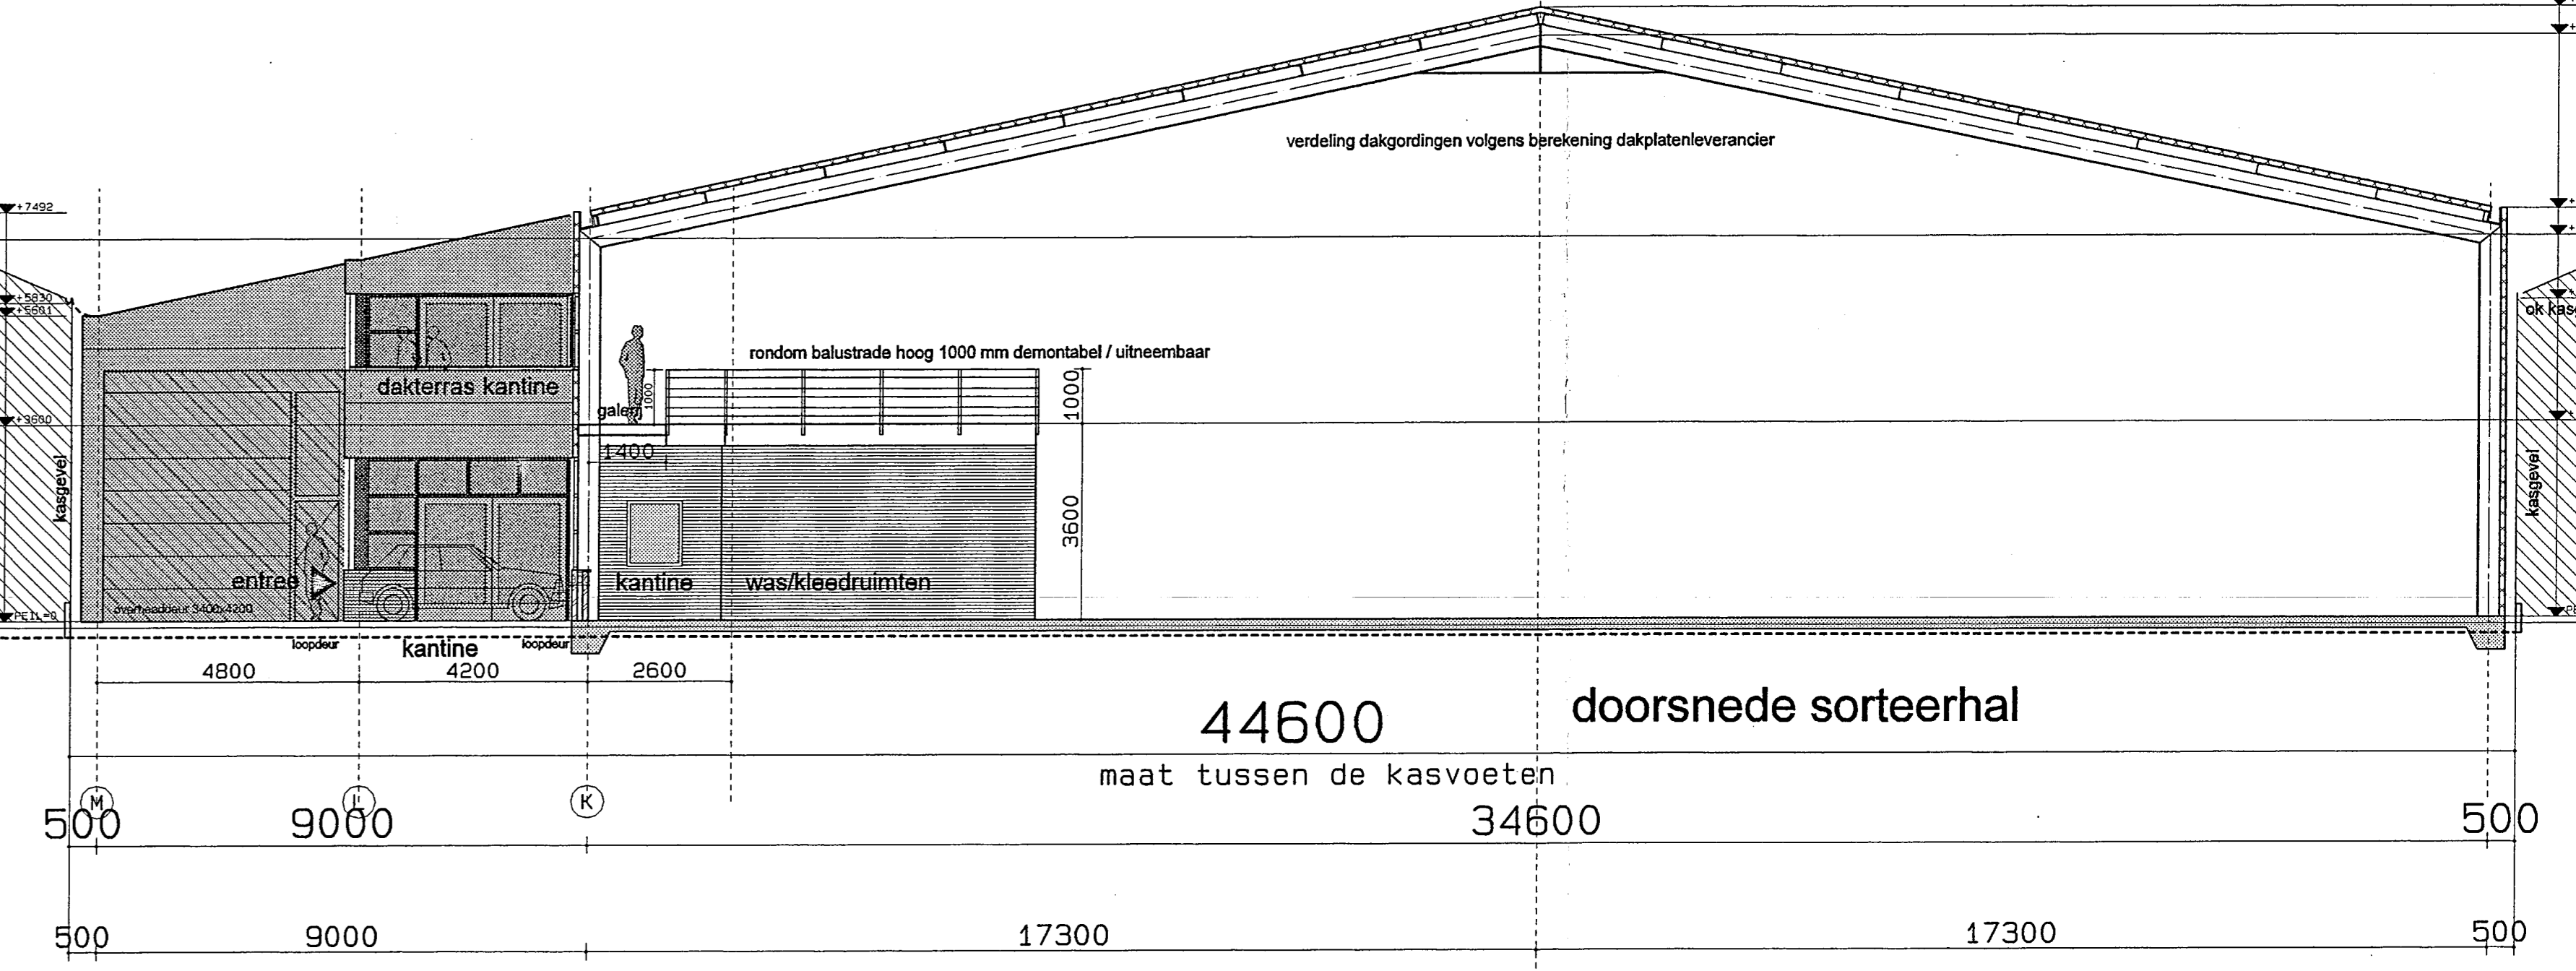 verdeling dakgordingen volgens berekening dakplatenleverancier
+7492
+5830
+5601
ok kasg
rondom balustrade hoog 1000 mm demontabel / uitneembaar
dakterras kantine
1000
1000
galerij
+3600
1400
kasgevel
kasgevel
3600
entree
kantine
was/kleedruimten
overheaddeur 3400x4200
PEIL=0
PE
loopdeur
kantine
loopdeur
4800
4200
2600
44600
doorsnede sorteerhal
maat tussen de kasvoeten
M
L
K
500
9000
34600
500
500
9000
17300
17300
500